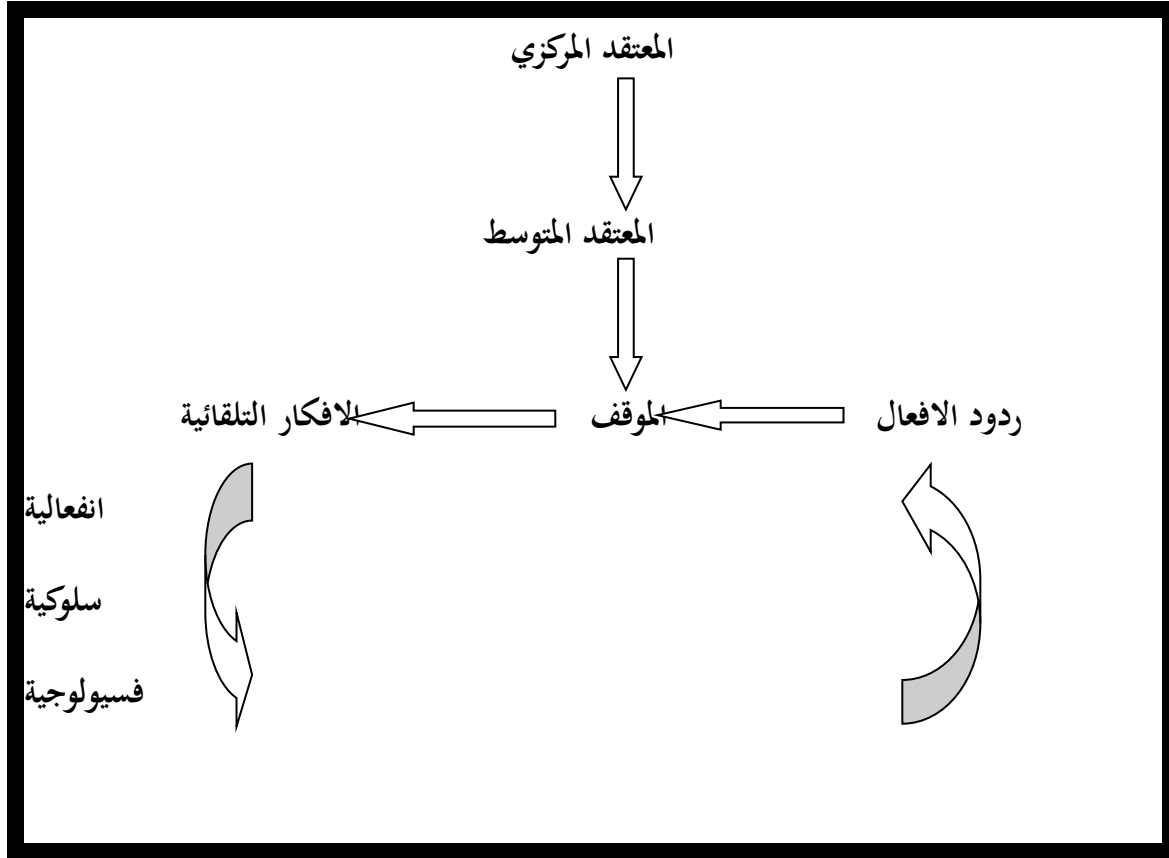 المعتقد المركزي
المعتقد المتوسط
ردود الافعال
الموقف
الافكار التلقائية
انفعالية
سلوكية
فسيولوجية